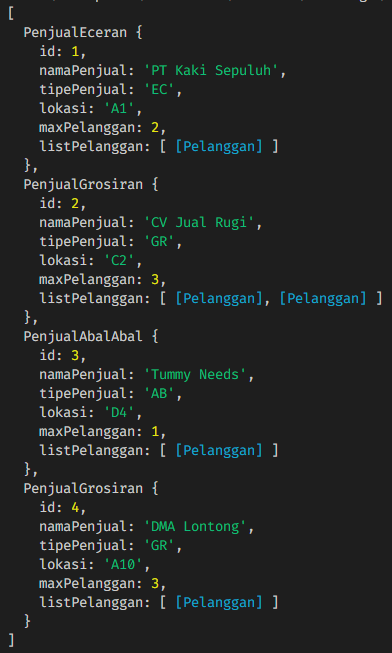 [
  PenjualEceran {
    id: 1,
    namaPenjual: 'PT Kaki Sepuluh',
    tipePenjual: 'EC',
    lokasi: 'A1',
    maxPelanggan: 2,
    listPelanggan: [ [Pelanggan] ]
  },
  PenjualGrosiran {
    id: 2,
    namaPenjual: 'CV Jual Rugi',
    tipePenjual: 'GR',
    lokasi: 'C2',
    maxPelanggan: 3,
    listPelanggan: [ [Pelanggan], [Pelanggan] ]
  },
  PenjualAbalAbal {
    id: 3,
    namaPenjual: 'Tummy Needs',
    tipePenjual: 'AB',
    lokasi: 'D4',
    maxPelanggan: 1,
    listPelanggan: [ [Pelanggan] ]
  },
  PenjualGrosiran {
    id: 4,
    namaPenjual: 'DMA Lontong',
    tipePenjual: 'GR',
    lokasi: 'A10',
    maxPelanggan: 3,
    listPelanggan: [ [Pelanggan] ]
  }
]